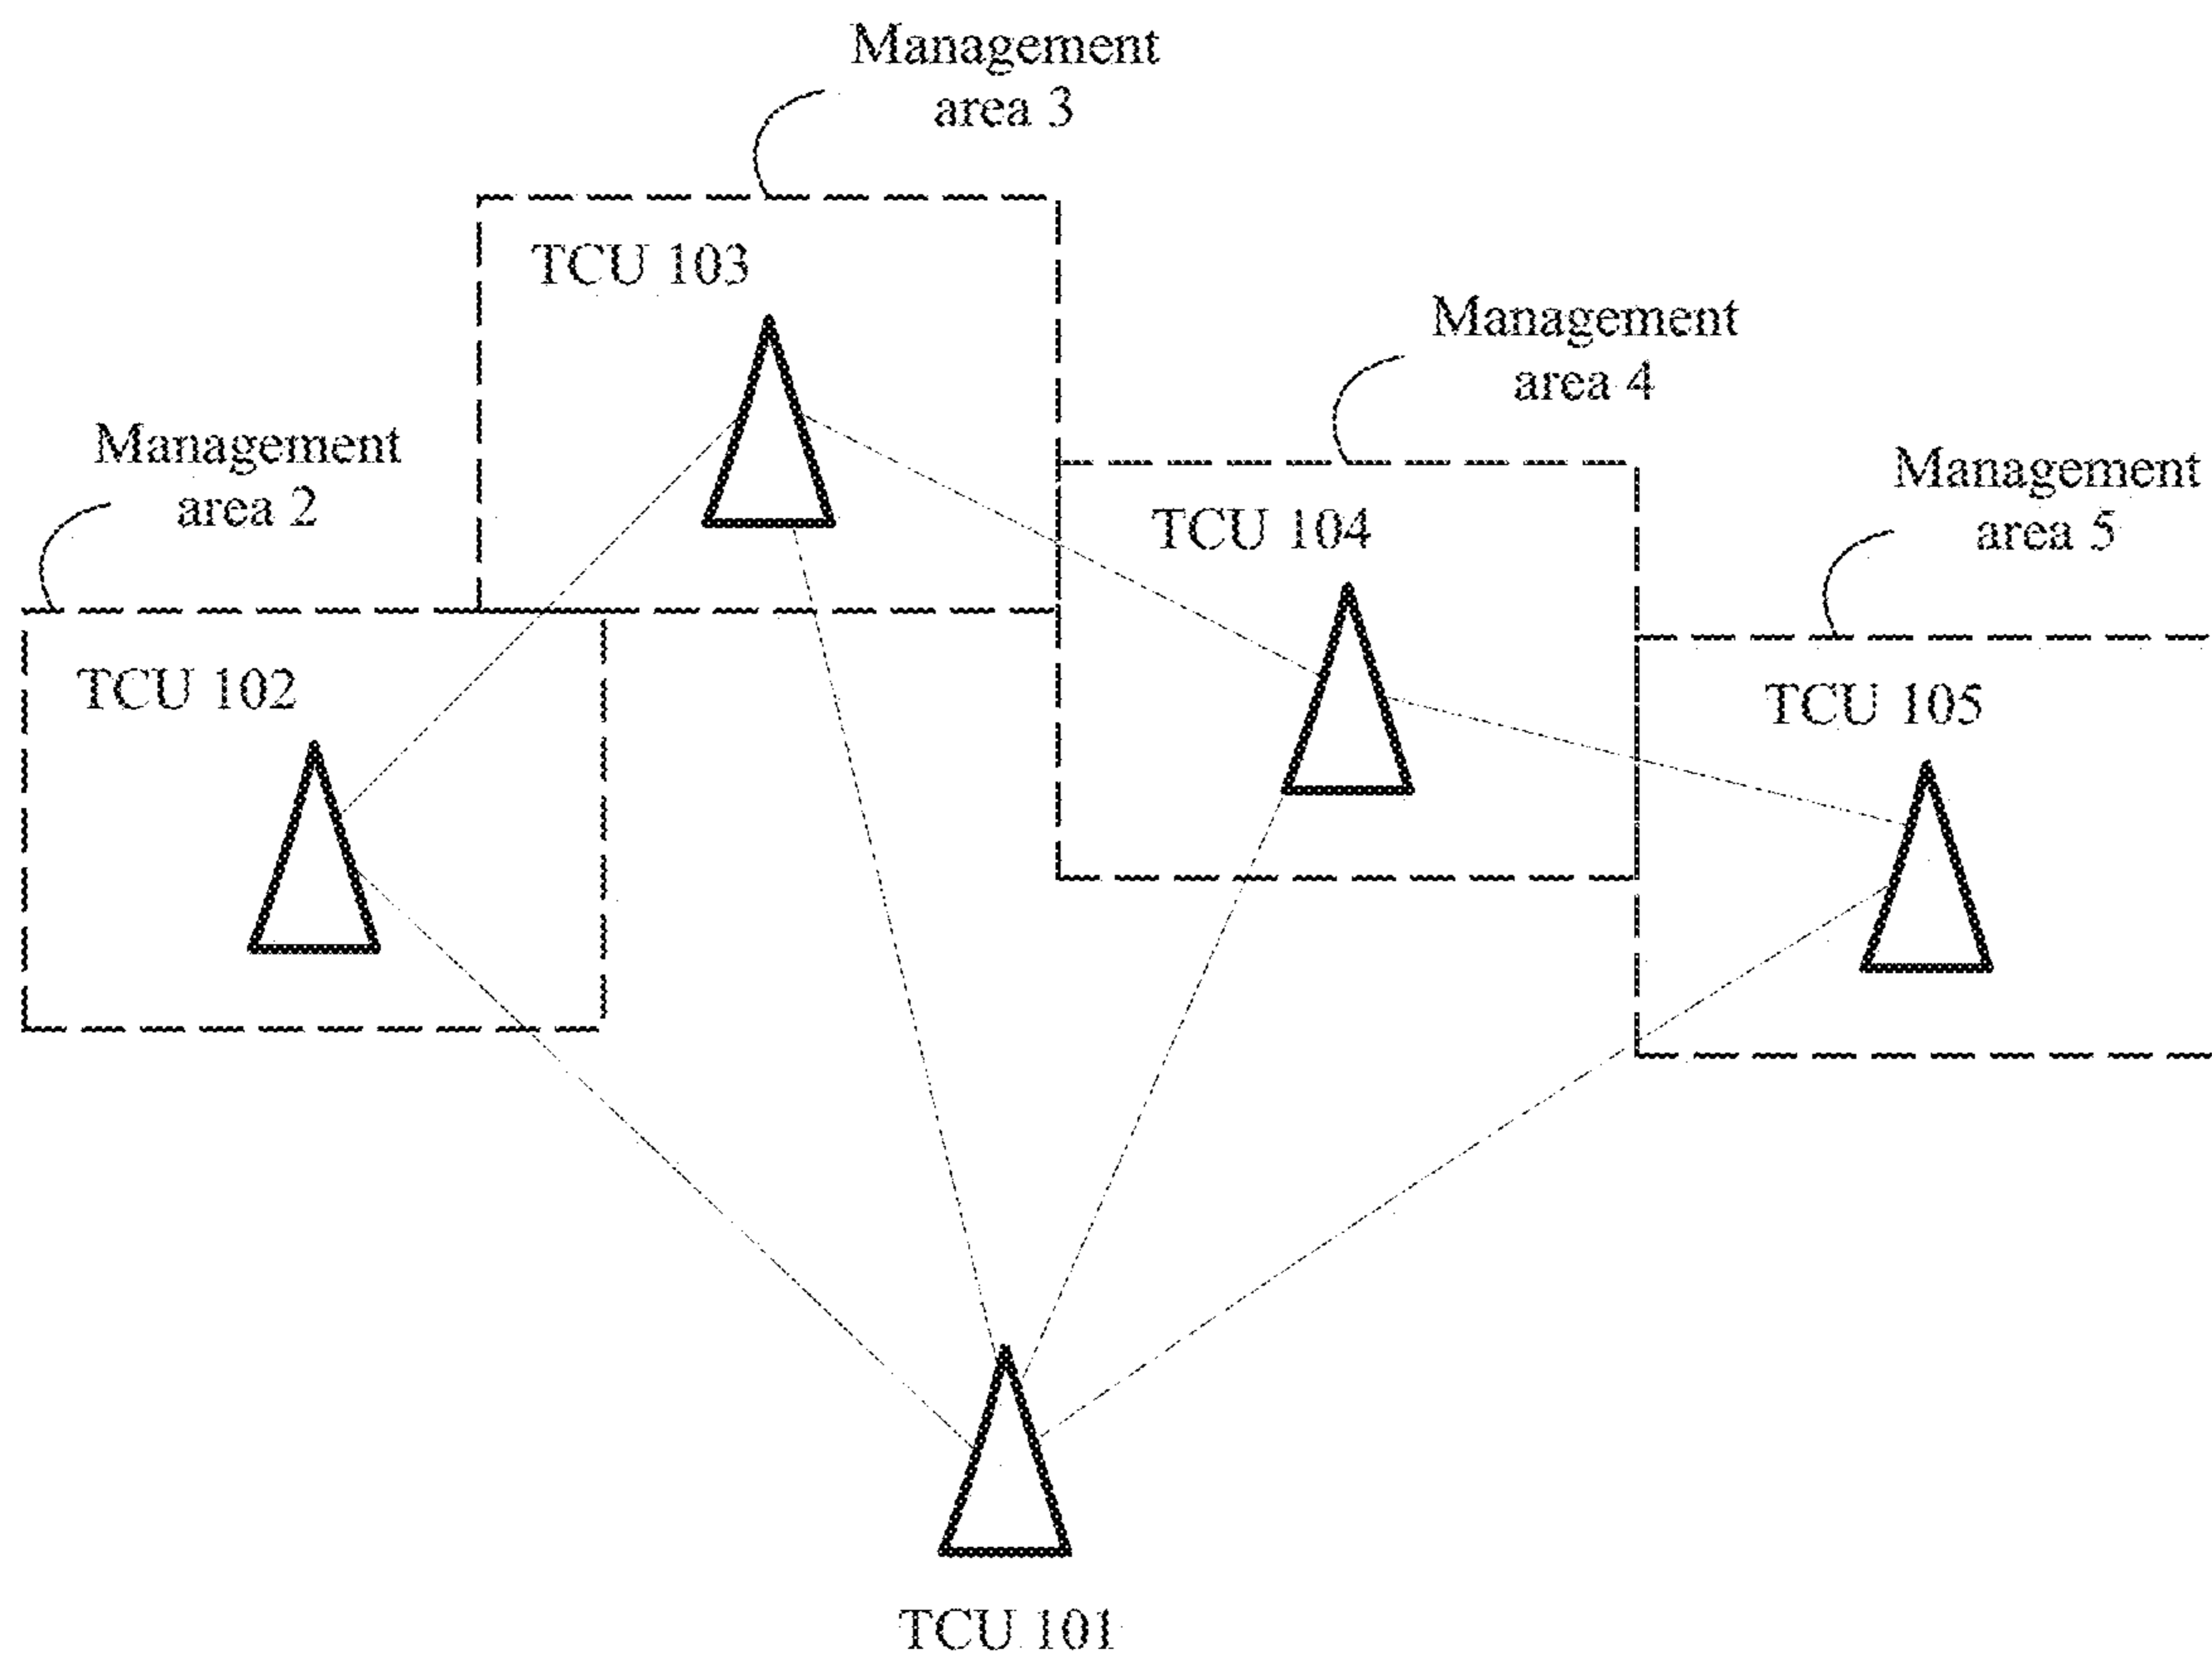 Management
area 3
TCU 103
Management
area 4
Management
area 2
Management
area 5
TCU 104
TCU 102
TCU 105
TCU 101